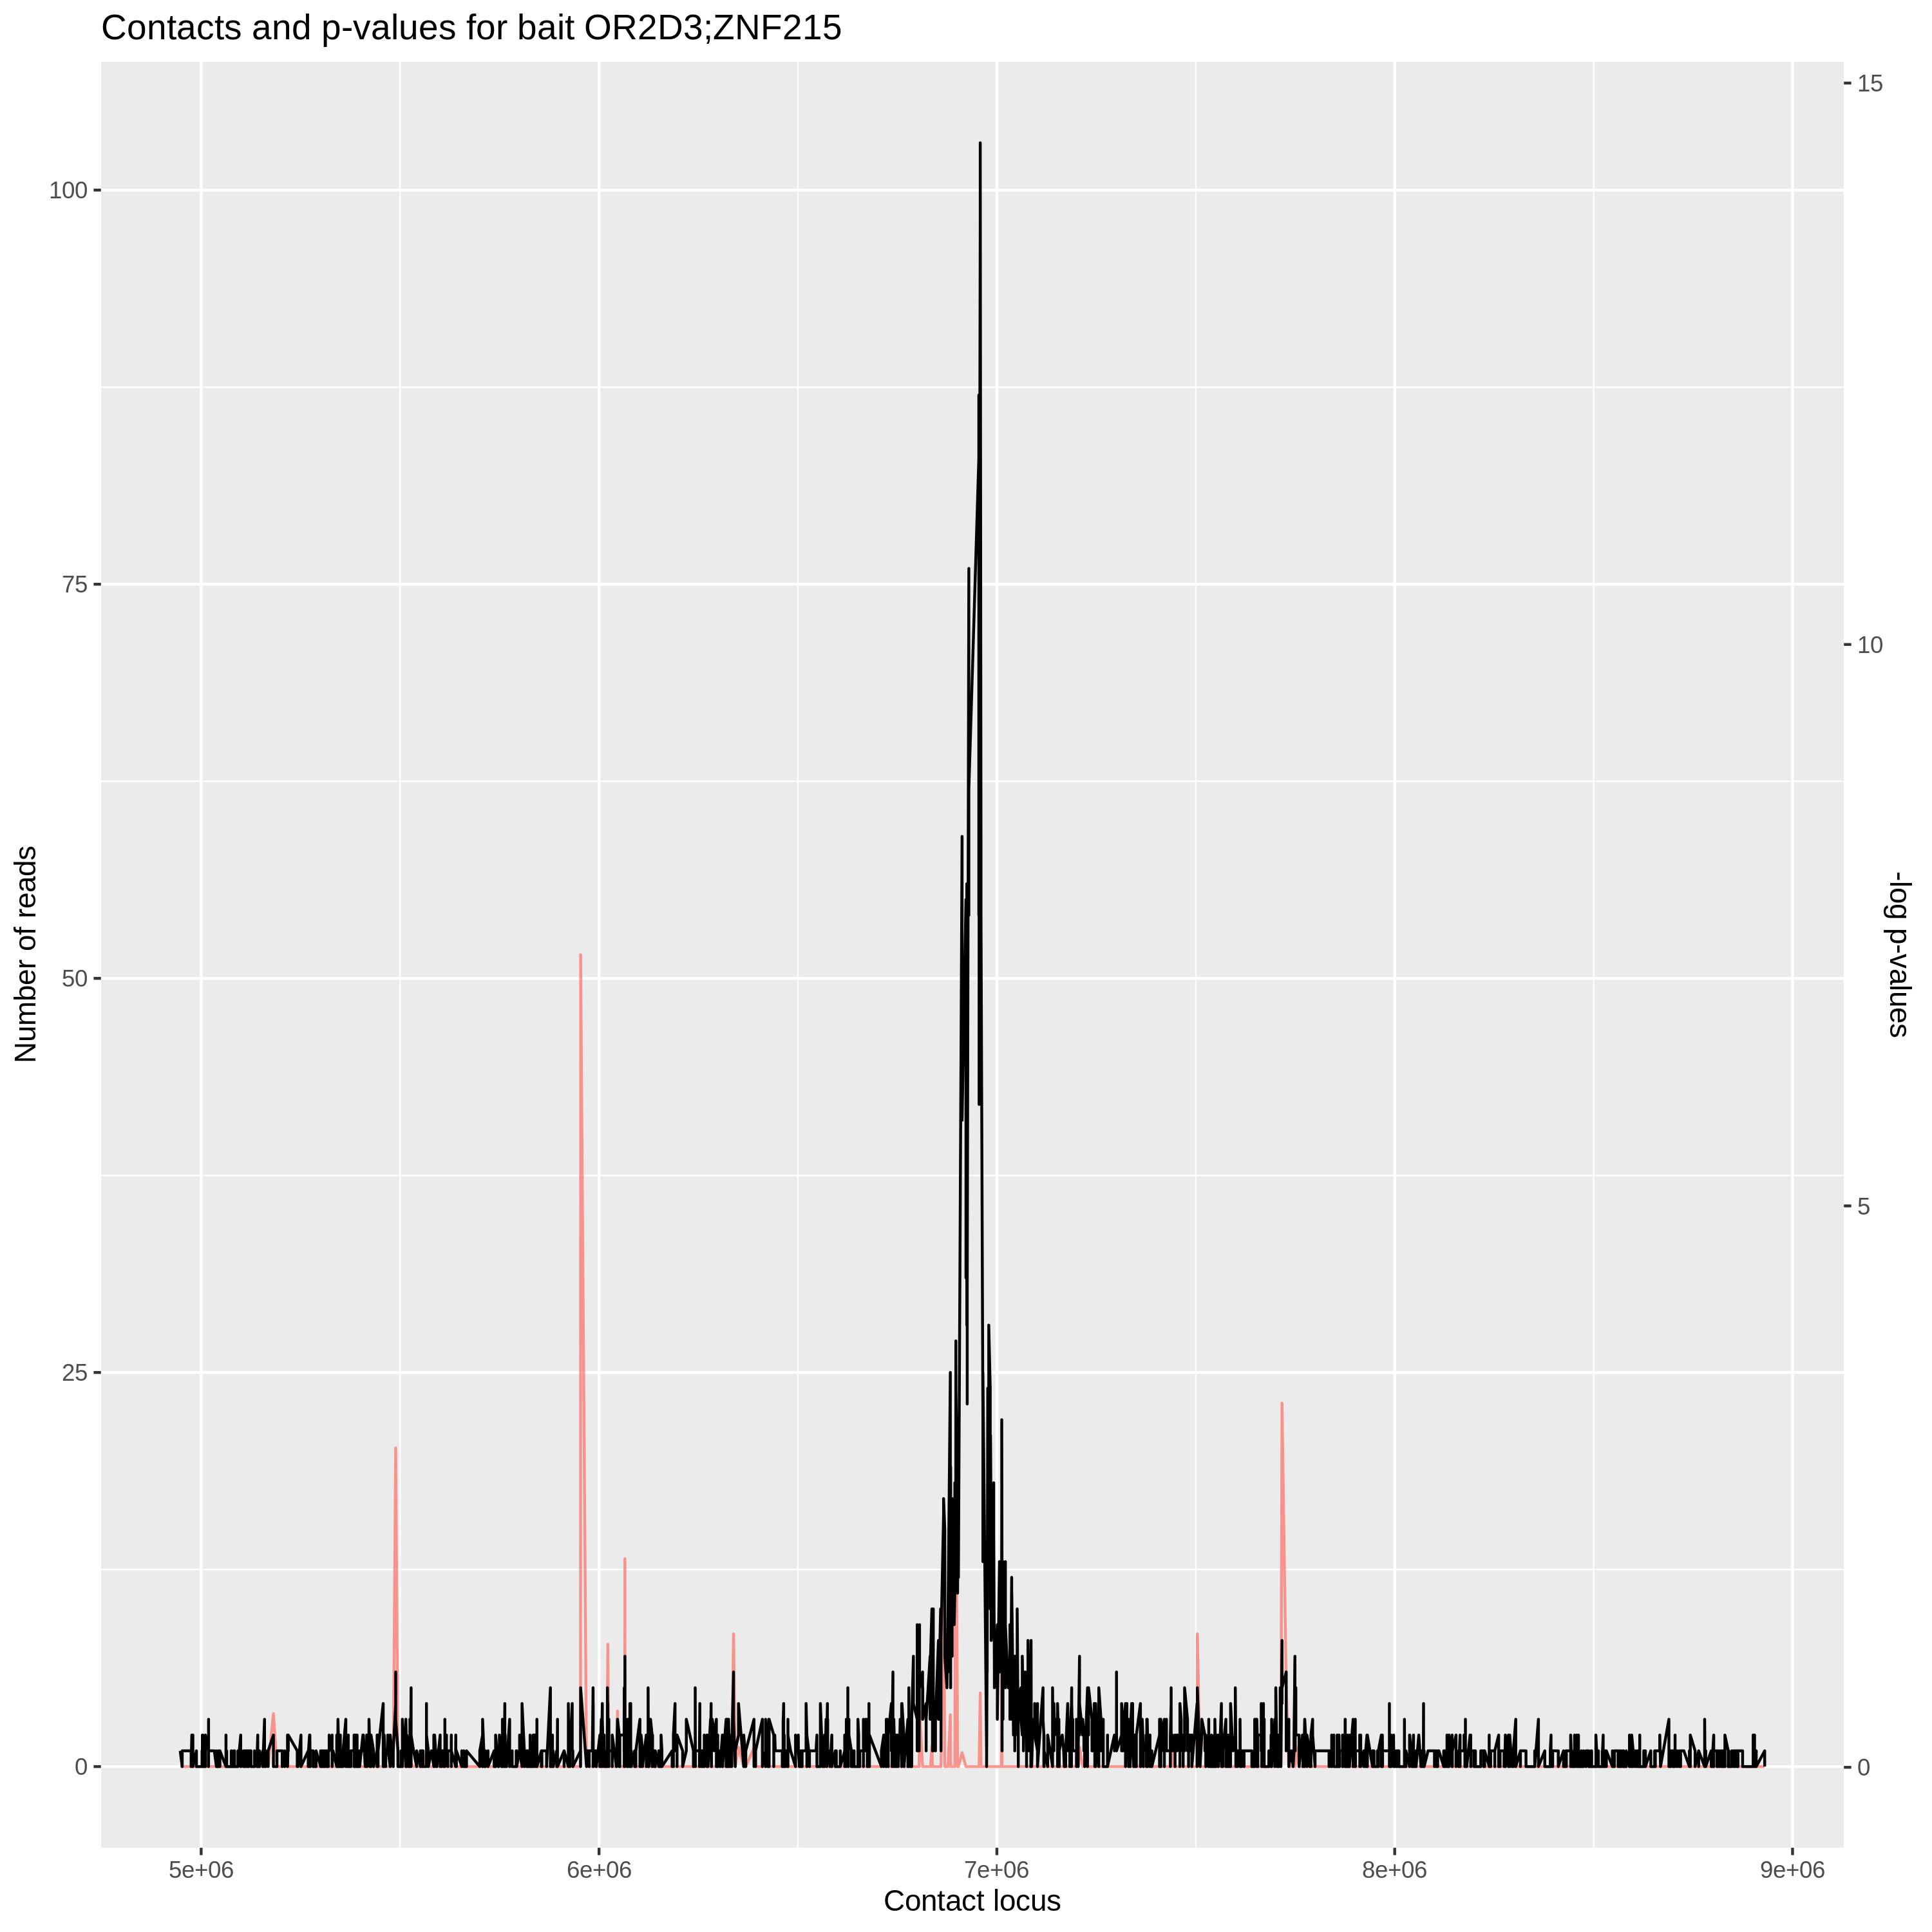 Contacts and p-values for bait OR2D3;ZNF215
15
100
75
10
50
5
25
0
0
Number of reads
-log p-values
5e+06
6e+06
7e+06
8e+06
9e+06
Contact locus